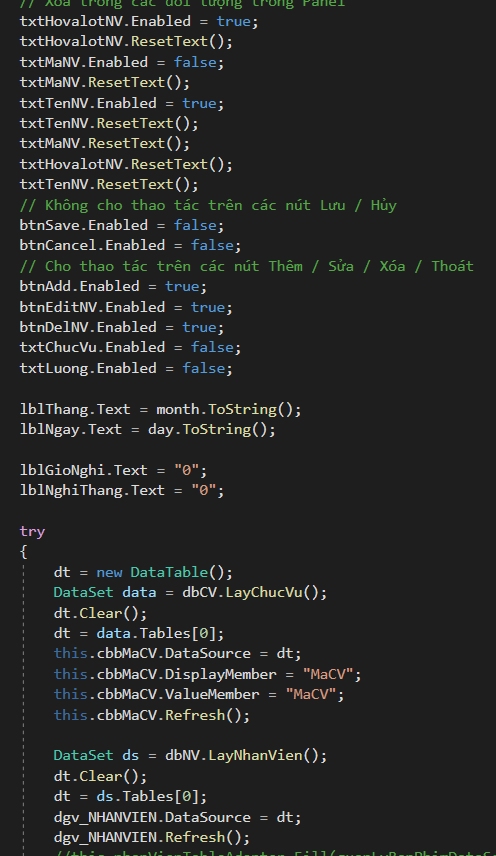 // Xóa trống các đối tượng trong Panel
txtHovalotNV.Enabled = true;
txtHovalotNV.ResetText();
txtMaNV.Enabled = false;
txtMaNV.ResetText();
txtTenNV.Enabled = true;
txtTenNV.ResetText();
txtMaNV.ResetText();
txtHovalotNV.ResetText();
txtTenNV.ResetText();
// Không cho thao tác trên các nút Lưu / Hủy
btnSave.Enabled = false;
btnCancel.Enabled = false;
// Cho thao tác trên các nút Thêm / Sửa / Xóa / Thoát
btnAdd.Enabled = true;
btnEditNV.Enabled = true;
btnDelNV.Enabled = true;
txtChucVu.Enabled = false;
txtLuong.Enabled = false;
lblThang.Text = month.ToString();
lblNgay.Text = day.ToString();
lblGioNghi.Text = "0";
lblNghiThang.Text = "0";
try
{
dt = new DataTable();
DataSet data = dbCV.LayChucVu();
dt.Clear();
dt = data.Tables[0];
this.cbbMaCV.DataSource = dt;
this.cbbMaCV.DisplayMember = "MaCV";
this.cbbMaCV.ValueMember = "MaCV";
this.cbbMaCV.Refresh();
DataSet ds = dbNV.LayNhanVien();
dt.Clear();
dt = ds.Tables[0];
dgv_NHANVIEN.DataSource = dt;
dgv_NHANVIEN.Refresh();